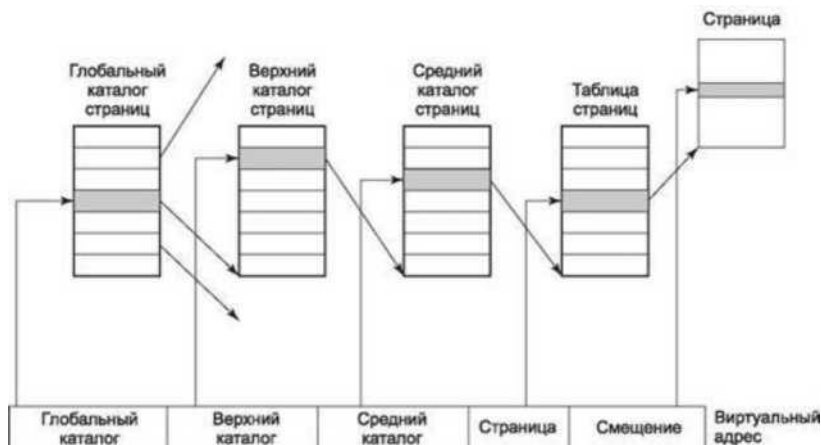 Страница
Глобальный
каталог
страниц
Верхний
каталог
страниц
Средний
каталог
страниц
Таблица
страниц
Глобальный
каталог
Верхний
каталог
Средний
каталог
Страница
Смещение
Виртуальный
адрес